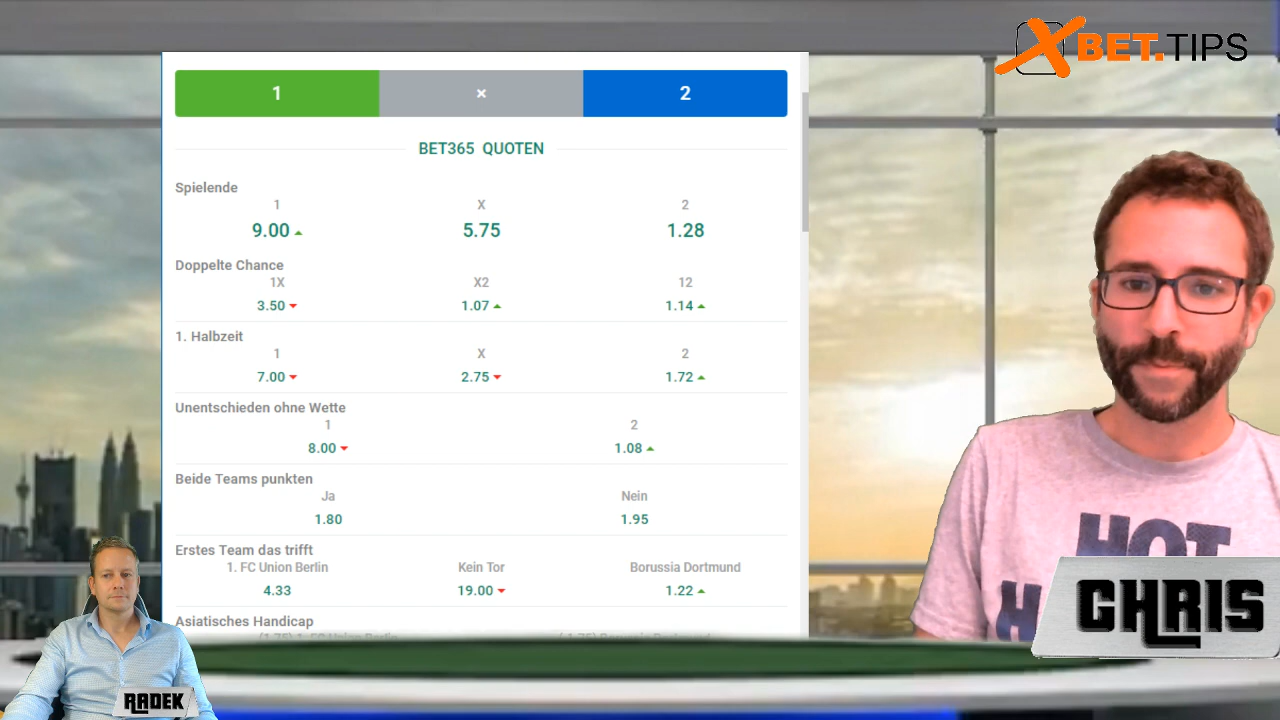 XBET.TIPS
1 × 2
BET365 QUOTEN
Spielende
1 X 2
9.00 5.75 1.28
Doppelte Chance
1X X2 12
3.50 1.07 1.14
1. Halbzeit
1 X 2
7.00 2.75 1.72
Unentschieden ohne Wette
1 2
8.00 1.08
Beide Teams punkten
Ja Nein
1.80 1.95
Erstes Team das trifft
1. FC Union Berlin Kein Tor Borussia Dortmund
4.33 19.00 1.22
Asiatisches Handicap
HOT
H
CHRIS
RADEK